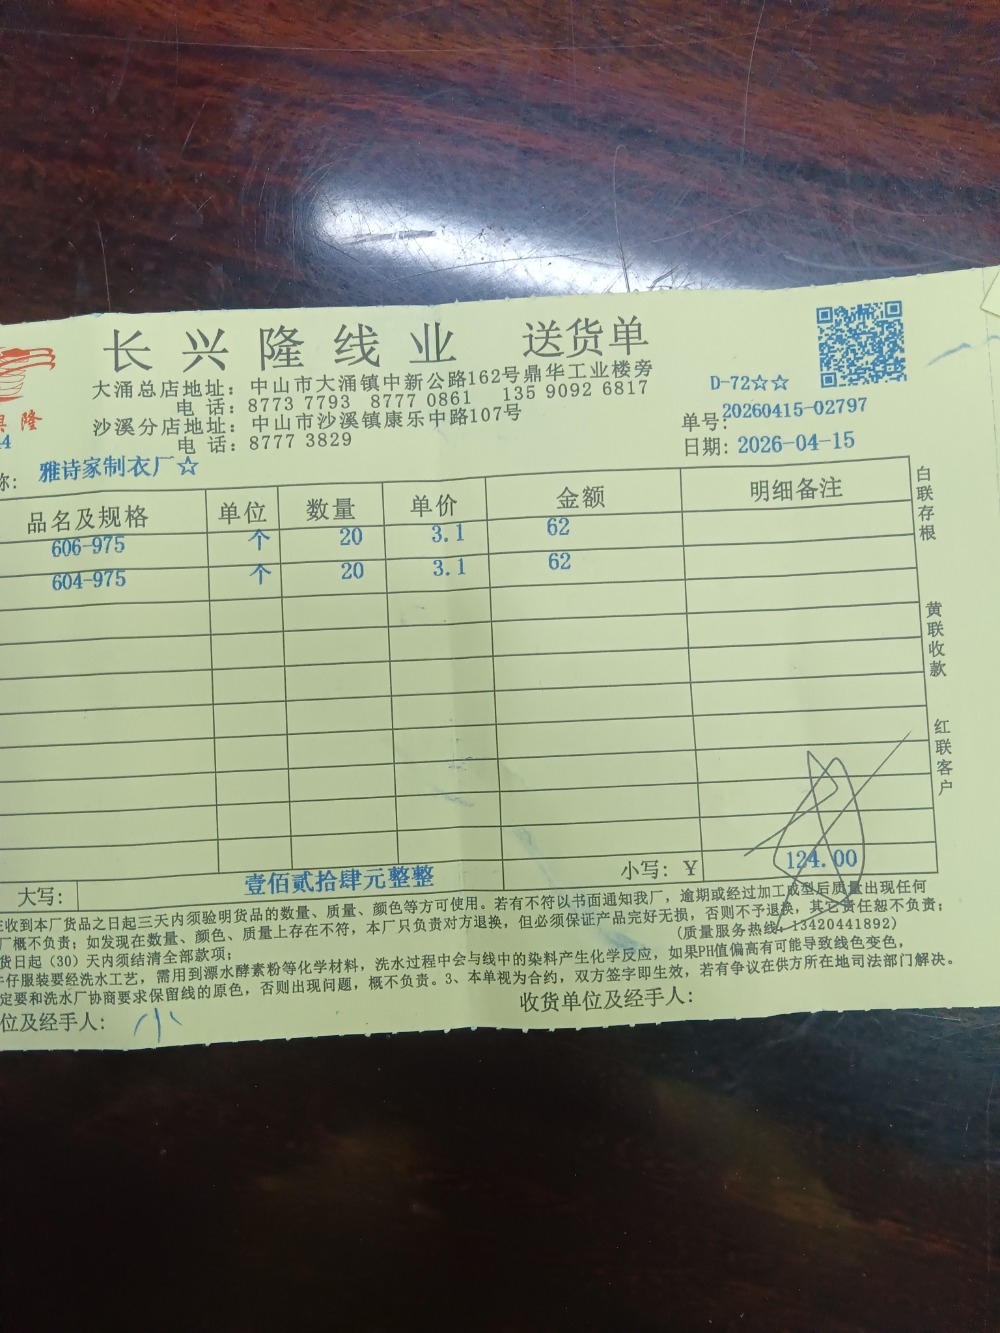 长兴隆线业 送货单
隆
大涌总店地址：中山市大涌镇中新公路162号鼎华工业楼旁
电 话：8773 7793 8777 0861 135 9092 6817
沙溪分店地址：中山市沙溪镇康乐中路107号
电 话：8777 3829
D-72☆☆
单号：20260415-02797
日期：2026-04-15
称：雅诗家制衣厂☆
品名及规格 单位 数量 单价 金额 明细备注
606-975 个 20 3.1 62
604-975 个 20 3.1 62
白联存根
黄联收款
红联客户
大写：壹佰贰拾肆元整整 小写：￥ 124.00
收到本厂货品之日起三天内须验明货品的数量、质量、颜色等方可使用。若有不符以书面通知我厂，逾期或经过加工成型后质量出现任何
厂概不负责；如发现在数量、颜色、质量上存在不符，本厂只负责对方退换，但必须保证产品完好无损，否则不予退换，其它责任恕不负责；
货日起（30）天内须结清全部款项； (质量服务热线：13420441892)
仔服装要经洗水工艺，需用到漂水酵素粉等化学材料，洗水过程中会与线中的染料产生化学反应，如果PH值偏高有可能导致线色变色，
定要和洗水厂协商要求保留线的原色，否则出现问题，概不负责。3、本单视为合约，双方签字即生效，若有争议在供方所在地司法部门解决。
位及经手人： 小 收货单位及经手人：